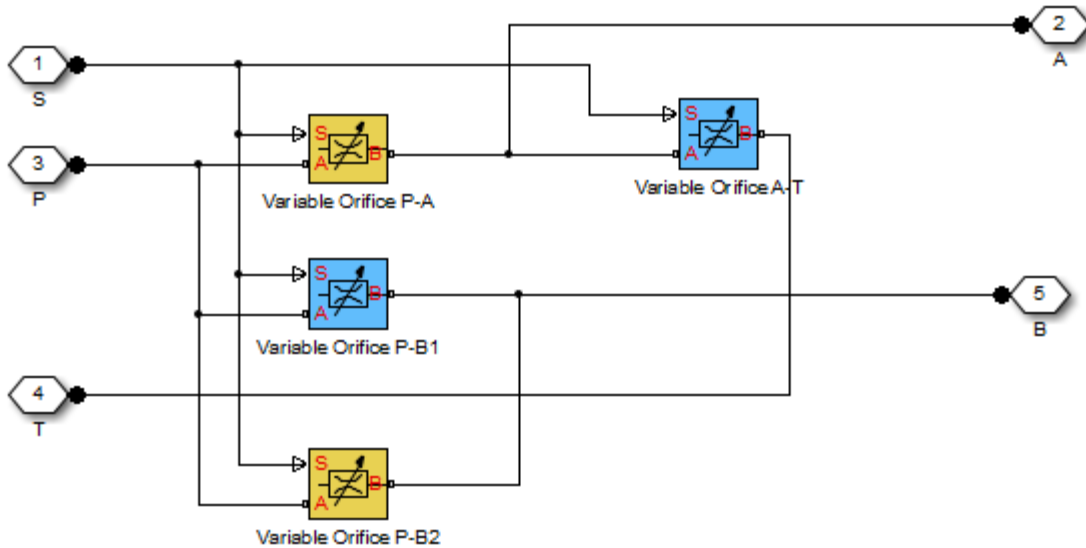 2
A
1
S
S
A
B
Variable Orifice P-A
S
A
B
Variable Orifice A-T
3
P
S
A
B
Variable Orifice P-B1
5
B
4
T
S
A
B
Variable Orifice P-B2